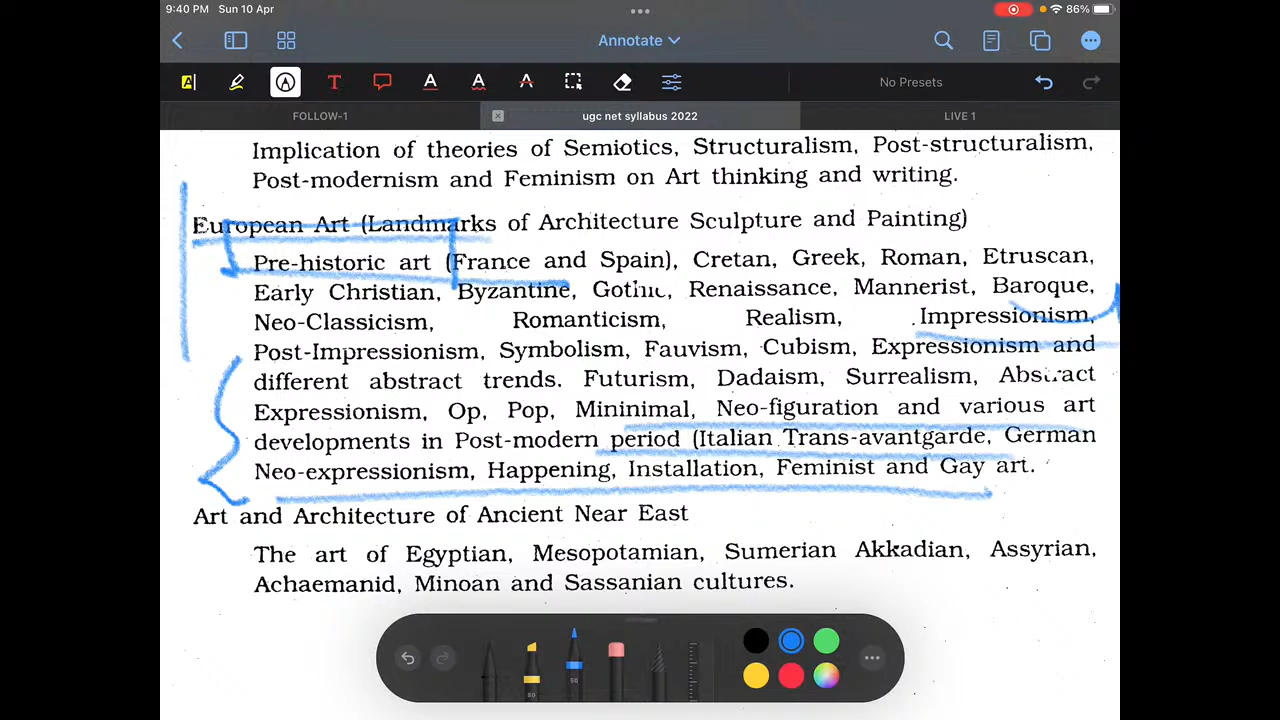 9:40 PM Sun 10 Apr
86%
Annotate
T A A A No Presets
FOLLOW-1 ugc net syllabus 2022 LIVE 1
Implication of theories of Semiotics, Structuralism, Post-structuralism,
Post-modernism and Feminism on Art thinking and writing.
European Art (Landmarks of Architecture Sculpture and Painting)
Pre-historic art (France and Spain), Cretan, Greek, Roman, Etruscan,
Early Christian, Byzantine, Gothic, Renaissance, Mannerist, Baroque,
Neo-Classicism, Romanticism, Realism, Impressionism,
Post-Impressionism, Symbolism, Fauvism, Cubism, Expressionism and
different abstract trends. Futurism, Dadaism, Surrealism, Abstract
Expressionism, Op, Pop, Mininimal, Neo-figuration and various art
developments in Post-modern period (Italian Trans-avantgarde, German
Neo-expressionism, Happening, Installation, Feminist and Gay art.
Art and Architecture of Ancient Near East
The art of Egyptian, Mesopotamian, Sumerian Akkadian, Assyrian,
Achaemanid, Minoan and Sassanian cultures.
80 50